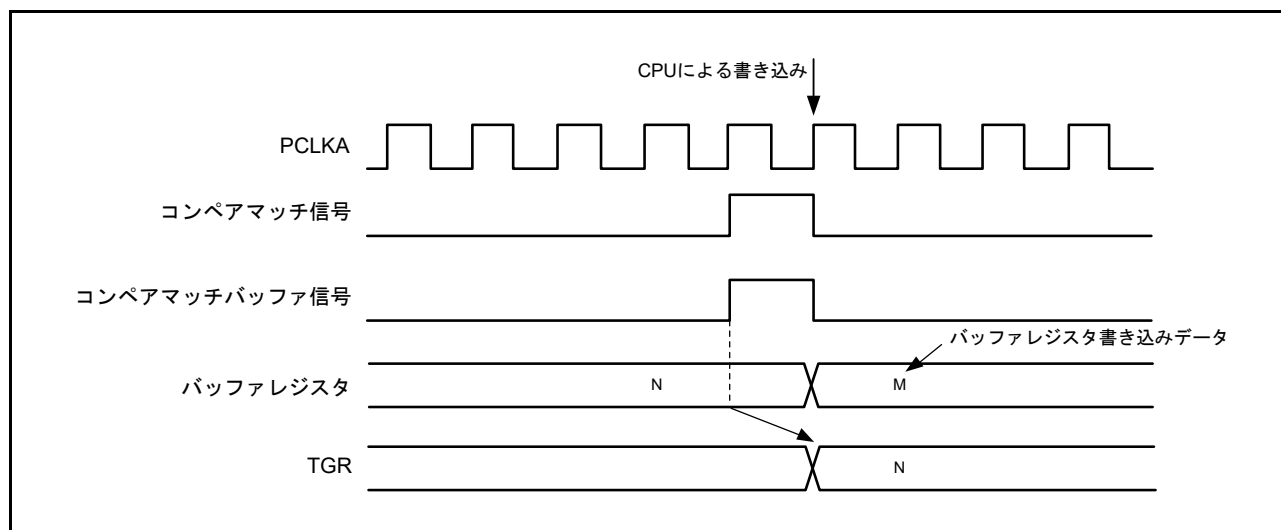 CPUによる書き込み
PCLKA
コンペアマッチ信号
コンペアマッチバッファ信号
バッファレジスタ書き込みデータ
バッファレジスタ
N
M
TGR
N